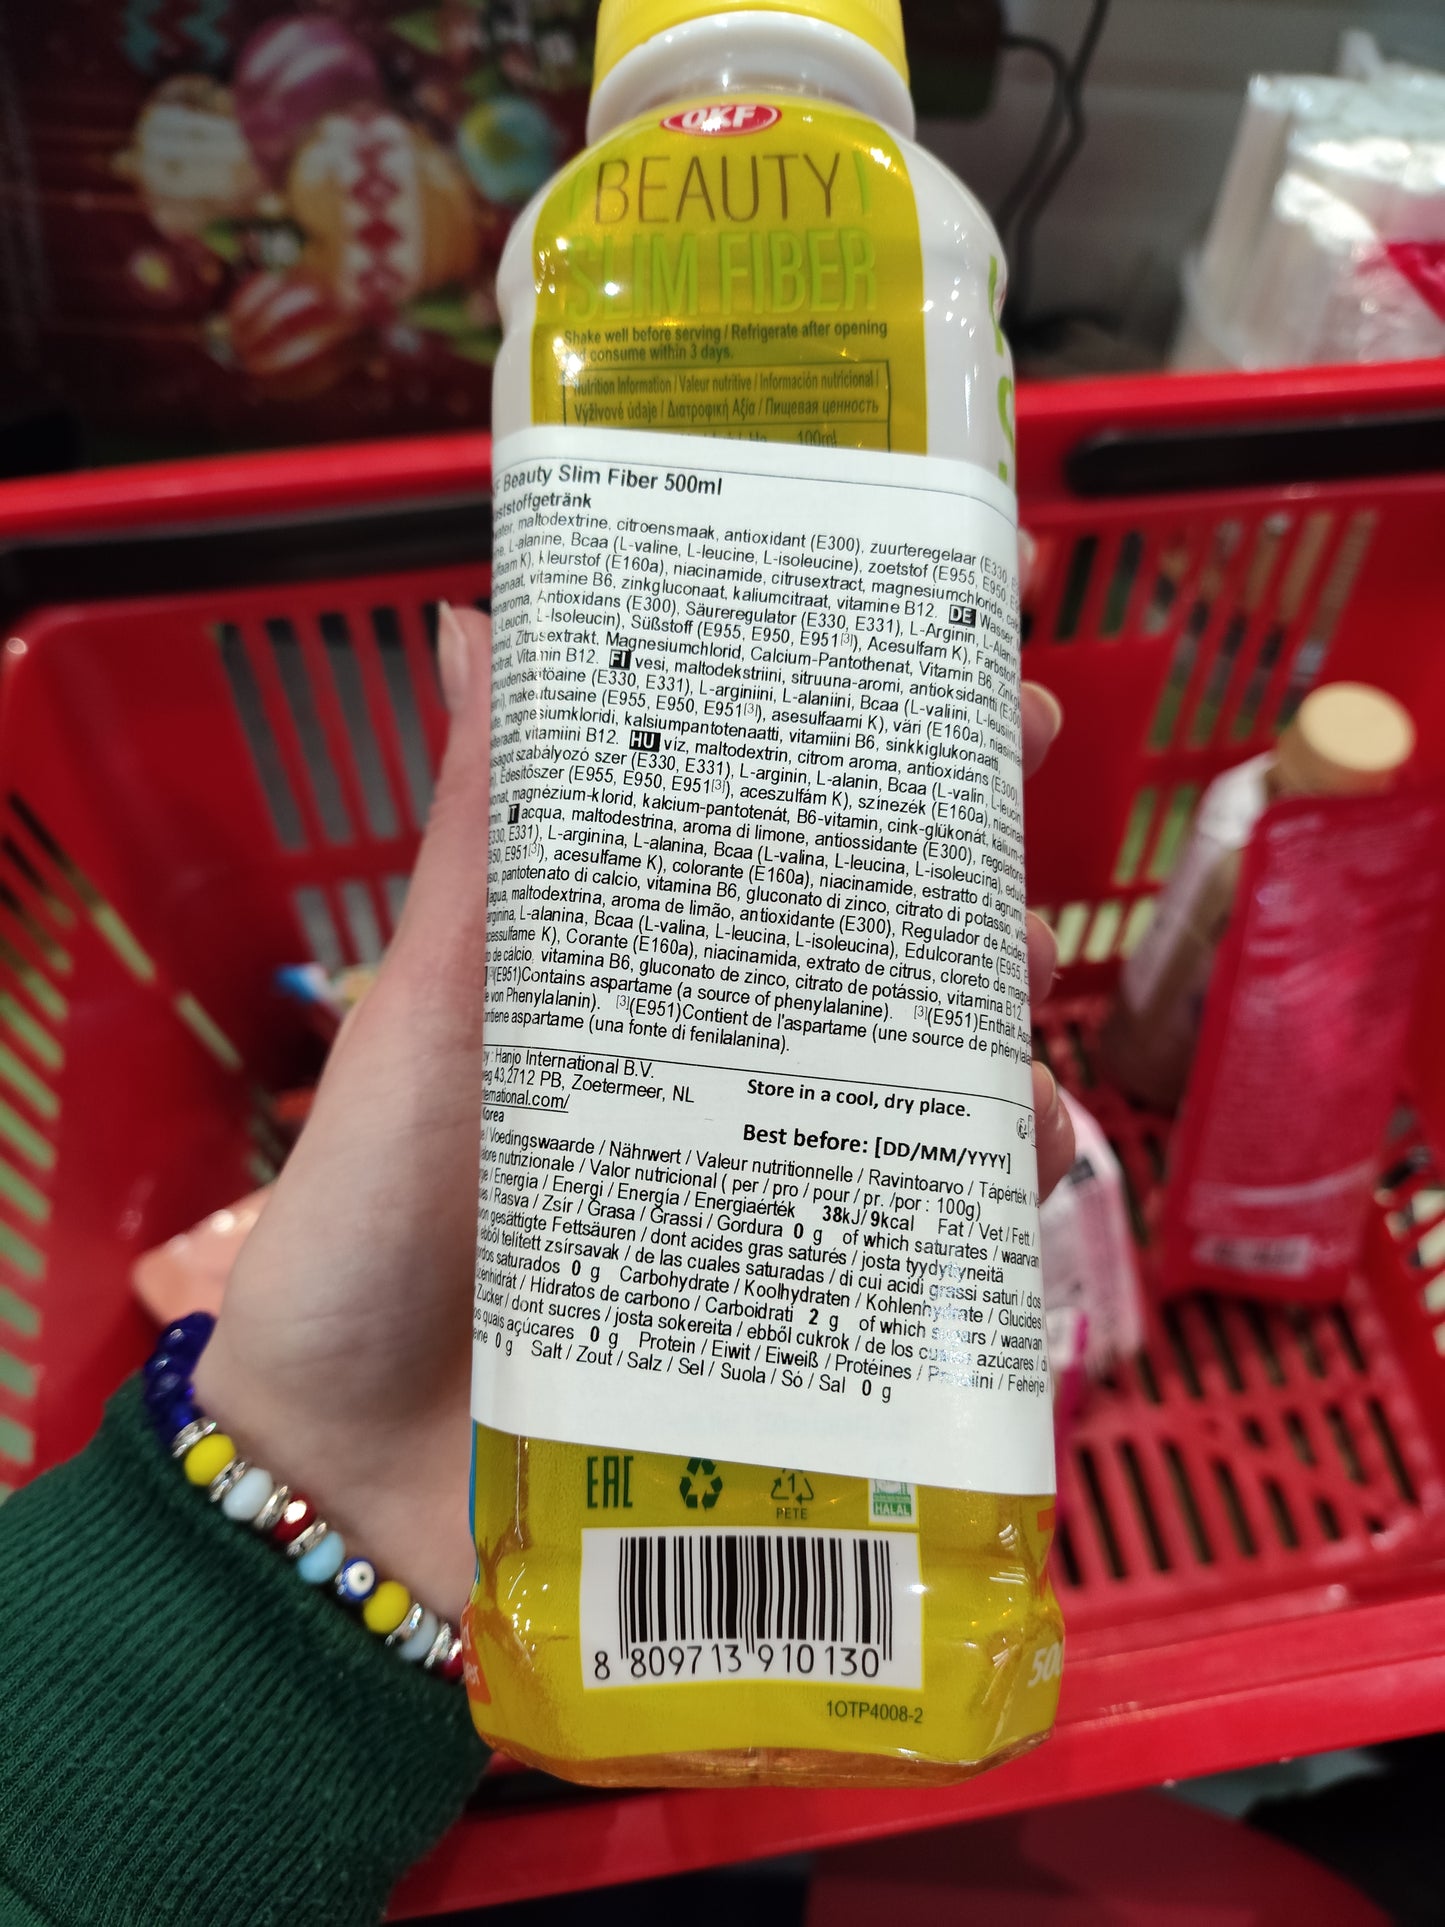 OKF
BEAUTY
SLIM FIBER
Shake well before serving / Refrigerate after opening
and consume within 3 days.
Nutrition Information / Valeur nutritive / Información nutricional /
Výživové údaje / Διατροφική Αξία / Пищевая ценность
100ml
Beauty Slim Fiber 500ml
maltodextrine, citroensmaak, antioxidant (E300), zuurteregelaar (E330,
L-alanine, Bcaa (L-valine, L-leucine, L-isoleucine), zoetstof (E955, E950,
K), kleurstof (E160a), niacinamide, citrusextract, magnesiumchloride,
vitamine B6, zinkgluconaat, kaliumcitraat, vitamine B12. DE Wasser
Antioxidans (E300), Säureregulator (E330, E331), L-Arginin, L-Alanin
L-Isoleucin), Süßstoff (E955, E950, E951[3]), Acesulfam K), Farbstoff
Zitrusextrakt, Magnesiumchlorid, Calcium-Pantothenat, Vitamin B6,
Vitamin B12. FI vesi, maltodekstriini, sitruuna-aromi, antioksidantti (E300
(E330, E331), L-arginiini, L-alaniini, Bcaa (L-valiini,
makeutusaine (E955, E950, E951[3]), asesulfaami K), väri (E160a),
magnesiumkloridi, kalsiumpantotenaatti, vitamiini B6, sinkkiglukonaatti,
vitamiini B12. HU víz, maltodextrin, citrom aroma, antioxidáns (E300),
szabályozó szer (E330, E331), L-arginin, L-alanin, Bcaa (L-valin,
Édesítőszer (E955, E950, E951[3]), aceszulfám K), színezék (E160a),
magnézium-klorid, kalcium-pantotenát, B6-vitamin, cink-glükonát,
IT acqua, maltodestrina, aroma di limone, antiossidante (E300),
E331), L-arginina, L-alanina, Bcaa (L-valina, L-leucina, L-isoleucina),
E951[3]), acesulfame K), colorante (E160a), niacinamide, estratto di agrumi,
pantotenato di calcio, vitamina B6, gluconato di zinco, citrato di potassio,
maltodextrina, aroma de limão, antioxidante (E300), Regulador de Acidez
L-alanina, Bcaa (L-valina, L-leucina, L-isoleucina), Edulcorante (E955,
K), Corante (E160a), niacinamida, extrato de citrus, cloreto de
de cálcio, vitamina B6, gluconato de zinco, citrato de potássio, vitamina B12.
(E951)Contains aspartame (a source of phenylalanine). [3](E951)Enthält
von Phenylalanin). [3](E951)Contient de l'aspartame (une source de
aspartame (una fonte di fenilalanina).
Hanjo International B.V.
43,2712 PB, Zoetermeer, NL
Korea
Store in a cool, dry place.
Best before: [DD/MM/YYYY]
Voedingswaarde / Nährwert / Valeur nutritionnelle / Ravintoarvo / Tápérték /
nutrizionale / Valor nutricional ( per / pro / pour / pr. /por : 100g)
/ Energia / Energi / Energía / Energiaérték 38kJ/9kcal Fat / Vet / Fett /
/ Rasva / Zsír / Grasa / Grassi / Gordura 0 g of which saturates / waarvan
gesättigte Fettsäuren / dont acides gras saturés / josta tyydyttyneitä
telített zsírsavak / de las cuales saturadas / di cui acidi grassi saturi / dos
saturados 0 g Carbohydrate / Koolhydraten / Kohlenhydrate / Glucides
/ Hidratos de carbono / Carboidrati 2 g of which sugars / waarvan
Zucker / dont sucres / josta sokereita / ebből cukrok / de los cuales azúcares / di
quais açúcares 0 g Protein / Eiwit / Eiweiß / Protéines / Proteiini / Fehérje
0 g Salt / Zout / Salz / Sel / Suola / Só / Sal 0 g
EAC
1
PETE
HALAL
8 809713 910130
1OTP4008-2